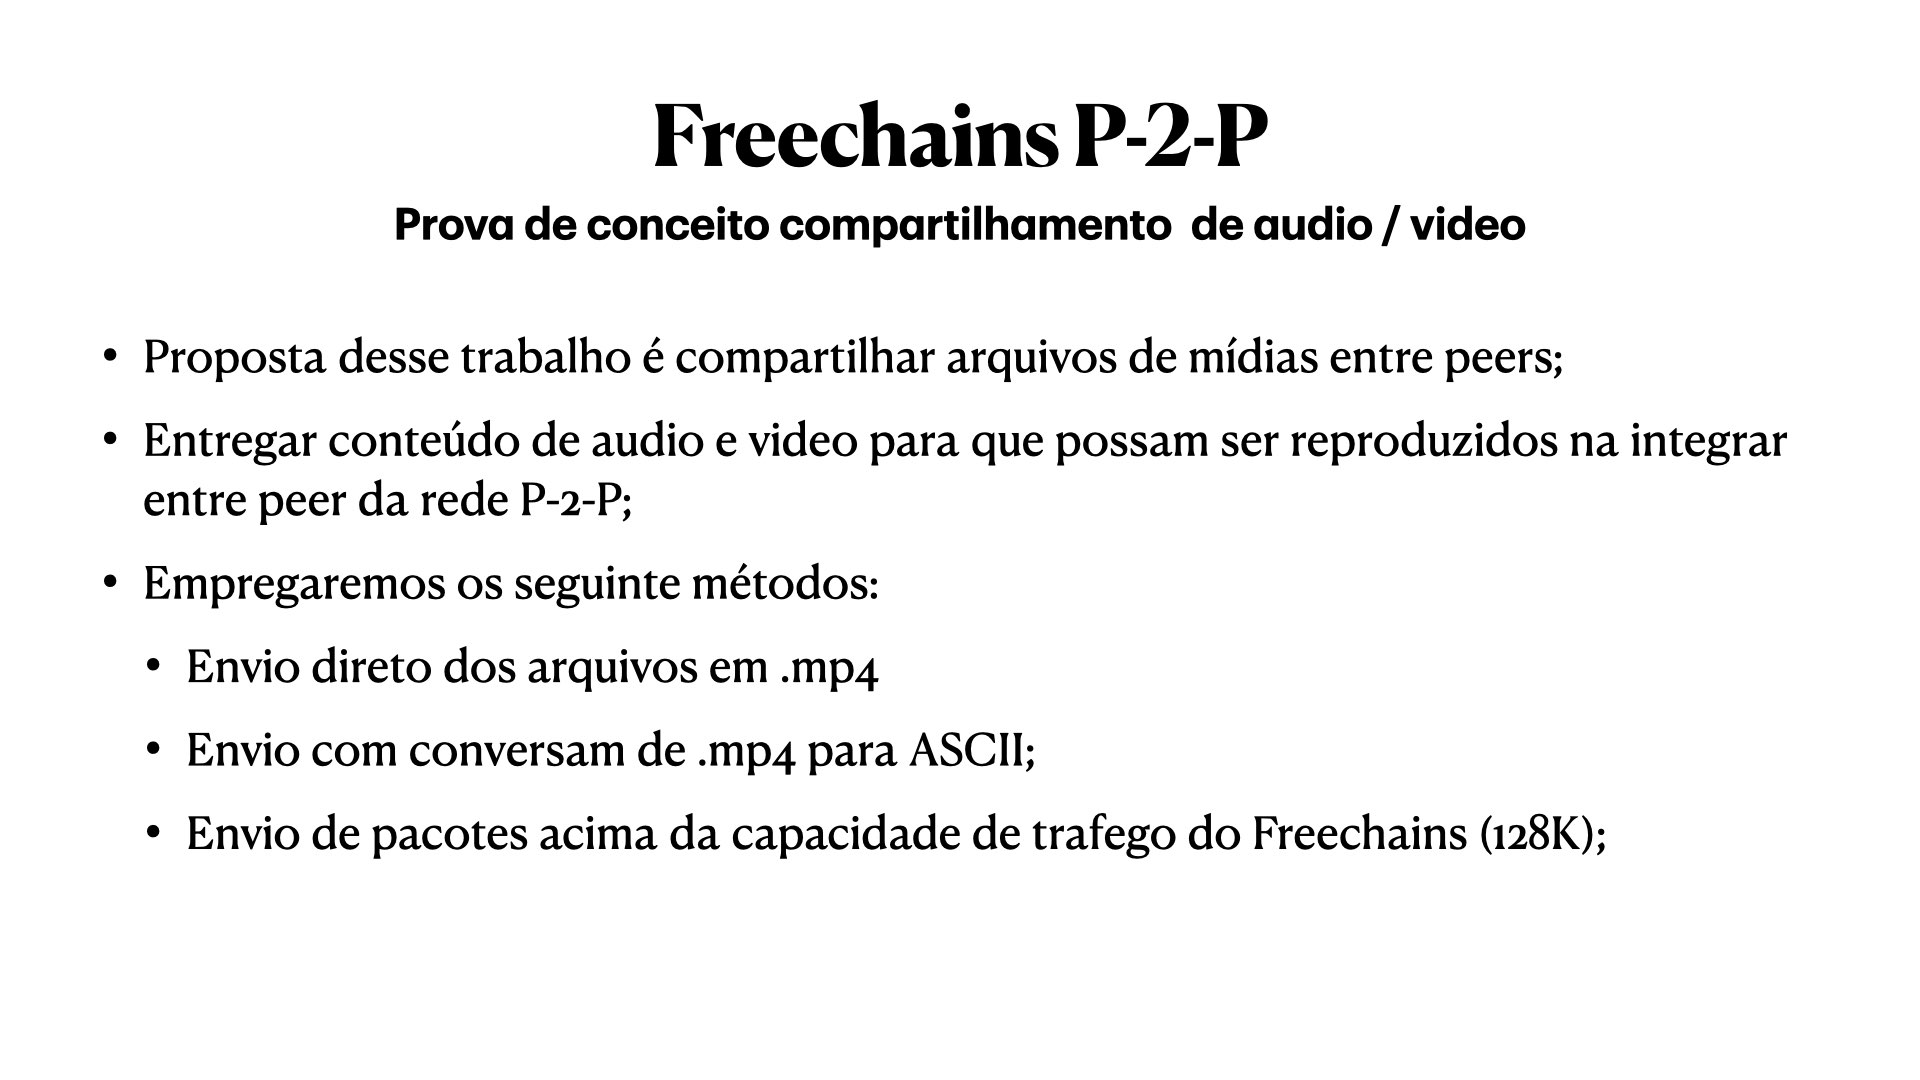 Freechains P-2-P
Prova de conceito compartilhamento  de audio / video
• Proposta desse trabalho é compartilhar arquivos de mídias entre peers;
• Entregar conteúdo de audio e video para que possam ser reproduzidos na integrar
entre peer da rede P-2-P;
• Empregaremos os seguinte métodos:
• Envio direto dos arquivos em .mp4
• Envio com conversam de .mp4 para ASCII;
• Envio de pacotes acima da capacidade de trafego do Freechains (128K);